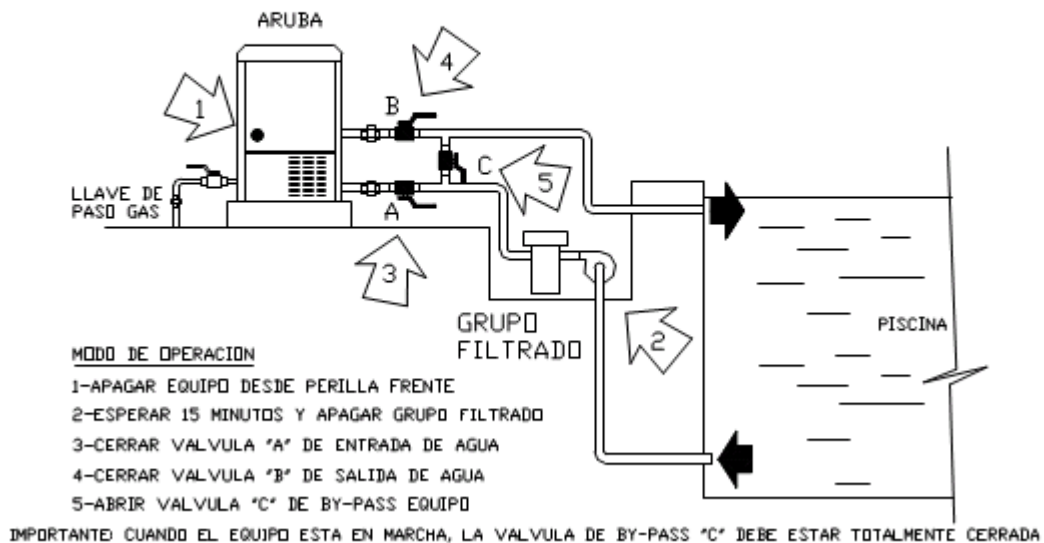 ARUBA
4
1
B
C
5
LLAVE DE
PASO GAS
A
3
GRUPO
FILTRADO
2
PISCINA
MODO DE OPERACION
1-APAGAR EQUIPO DESDE PERILLA FRENTE
2-ESPERAR 15 MINUTOS Y APAGAR GRUPO FILTRADO
3-CERRAR VALVULA "A" DE ENTRADA DE AGUA
4-CERRAR VALVULA "B" DE SALIDA DE AGUA
5-ABRIR VALVULA "C" DE BY-PASS EQUIPO
IMPORTANTE: CUANDO EL EQUIPO ESTA EN MARCHA, LA VALVULA DE BY-PASS "C" DEBE ESTAR TOTALMENTE CERRADA